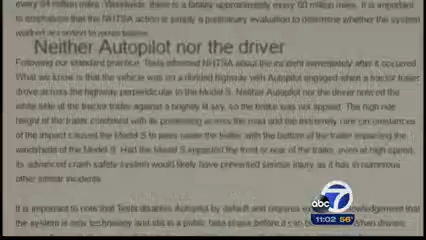 every 94 million miles. Worldwide, there is a fatality approximately every 60 million miles. It is important
to emphasize that the NHTSA action is simply a preliminary evaluation to determine whether the system
worked according to expectations.
Neither Autopilot nor the driver
Following our standard practice, Tesla informed NHTSA about the incident immediately after it occurred.
What we know is that the vehicle was on a divided highway with Autopilot engaged when a tractor trailer
drove across the highway perpendicular to the Model S. Neither Autopilot nor the driver noticed the
white side of the tractor trailer against a brightly lit sky, so the brake was not applied. The high ride
height of the trailer combined with its positioning across the road and the extremely rare circumstances
of the impact caused the Model S to pass under the trailer, with the bottom of the trailer impacting the
windshield of the Model S. Had the Model S impacted the front or rear of the trailer, even at high speed,
its advanced crash safety system would likely have prevented serious injury as it has in numerous
other similar incidents.
It is important to note that Tesla disables Autopilot by default and requires explicit acknowledgement that
the system is new technology and still in a public beta phase before it can be enabled. When drivers
abc 7
11:02 56°